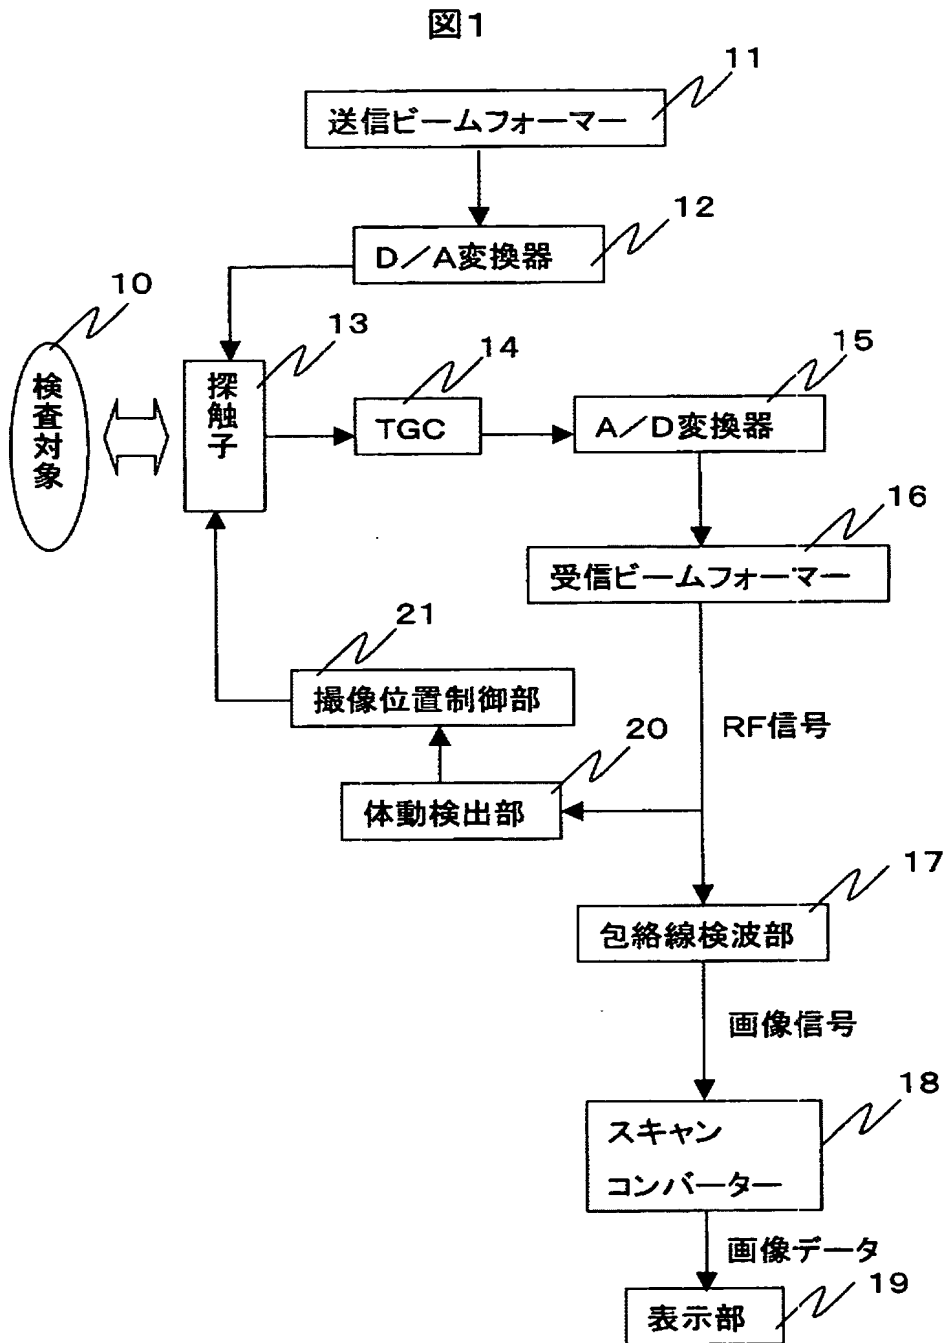 図1
11
送信ビームフォーマー
12
D／A変換器
10
13
14
15
検査対象
探触子
TGC
A／D変換器
16
受信ビームフォーマー
21
撮像位置制御部
20
RF信号
体動検出部
17
包絡線検波部
画像信号
18
スキャン
コンバーター
画像データ
19
表示部